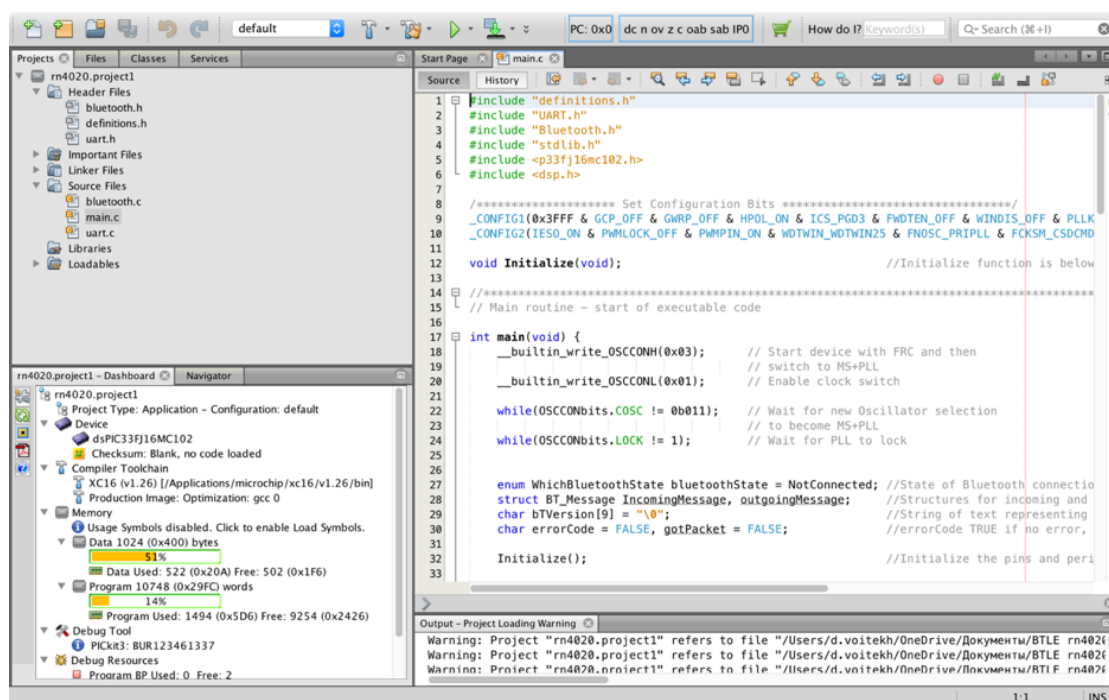 default
PC: 0x0
dc n ov z c oab sab IP0
How do I?
Keyword(s)
Search (⌘+I)
Projects
Files
Classes
Services
rn4020.project1
Header Files
bluetooth.h
definitions.h
uart.h
Important Files
Linker Files
Source Files
bluetooth.c
main.c
uart.c
Libraries
Loadables
rn4020.project1 – Dashboard
Navigator
rn4020.project1
Project Type: Application – Configuration: default
Device
dsPIC33FJ16MC102
Checksum: Blank, no code loaded
Compiler Toolchain
XC16 (v1.26) [/Applications/microchip/xc16/v1.26/bin]
Production Image: Optimization: gcc 0
Memory
Usage Symbols disabled. Click to enable Load Symbols.
Data 1024 (0x400) bytes
51%
Data Used: 522 (0x20A) Free: 502 (0x1F6)
Program 10748 (0x29FC) words
14%
Program Used: 1494 (0x5D6) Free: 9254 (0x2426)
Debug Tool
PICkit3: BUR123461337
Debug Resources
Program BP Used: 0 Free: 2
Start Page
main.c
Source
History
1 #include "definitions.h"
2 #include "UART.h"
3 #include "Bluetooth.h"
4 #include "stdlib.h"
5 #include <p33fj16mc102.h>
6 #include <dsp.h>
7
8 /******************** Set Configuration Bits *********************************/
9 _CONFIG1(0x3FFF & GCP_OFF & GWRP_OFF & HPOL_ON & ICS_PGD3 & FWDTEN_OFF & WINDIS_OFF & PLLK
10 _CONFIG2(IESO_ON & PWMLOCK_OFF & PWMPIN_ON & WDTWIN_WDTWIN25 & FNOSC_PRIPLL & FCKSM_CSDCMD
11
12 void Initialize(void); //Initialize function is below
13
14 //****************************************************************************************
15 // Main routine – start of executable code
16
17 int main(void) {
18 __builtin_write_OSCCONH(0x03); // Start device with FRC and then
19 // switch to MS+PLL
20 __builtin_write_OSCCONL(0x01); // Enable clock switch
21
22 while(OSCCONbits.COSC != 0b011); // Wait for new Oscillator selection
23 // to become MS+PLL
24 while(OSCCONbits.LOCK != 1); // Wait for PLL to lock
25
26
27 enum WhichBluetoothState bluetoothState = NotConnected; //State of Bluetooth connectio
28 struct BT_Message IncomingMessage, outgoingMessage; //Structures for incoming and
29 char bTVersion[9] = "\0"; //String of text representing
30 char errorCode = FALSE, gotPacket = FALSE; //errorCode TRUE if no error,
31
32 Initialize(); //Initialize the pins and peri
33
Output – Project Loading Warning
Warning: Project "rn4020.project1" refers to file "/Users/d.voitekh/OneDrive/Документы/BTLE rn4020
Warning: Project "rn4020.project1" refers to file "/Users/d.voitekh/OneDrive/Документы/BTLE rn4020
Warning: Project "rn4020.project1" refers to file "/Users/d.voitekh/OneDrive/Документы/BTLE rn4020
1:1
INS